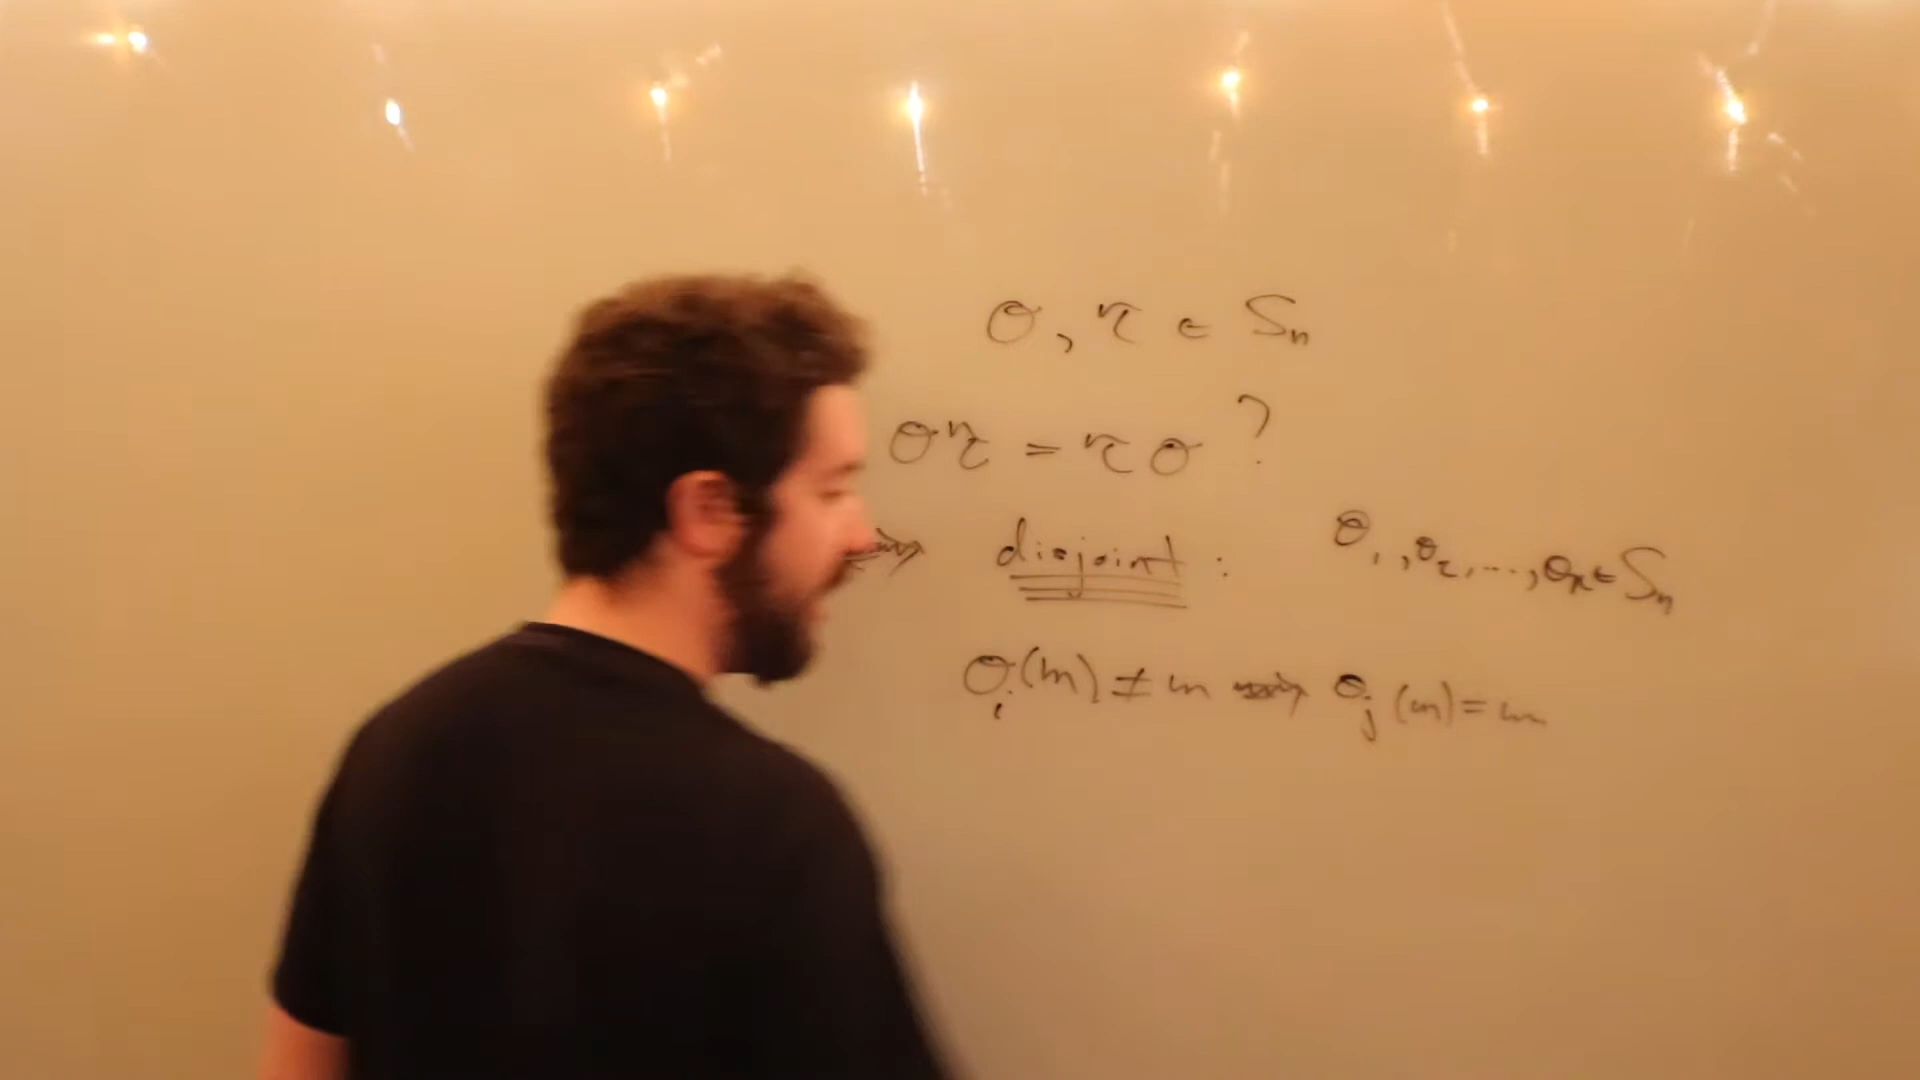 σ, τ ∈ Sₙ
στ = τσ ?
⇝ disjoint : σ₁, σ₂, ..., σₖ ∈ Sₙ
σᵢ(m) ≠ m ⇝ σⱼ(m) = m